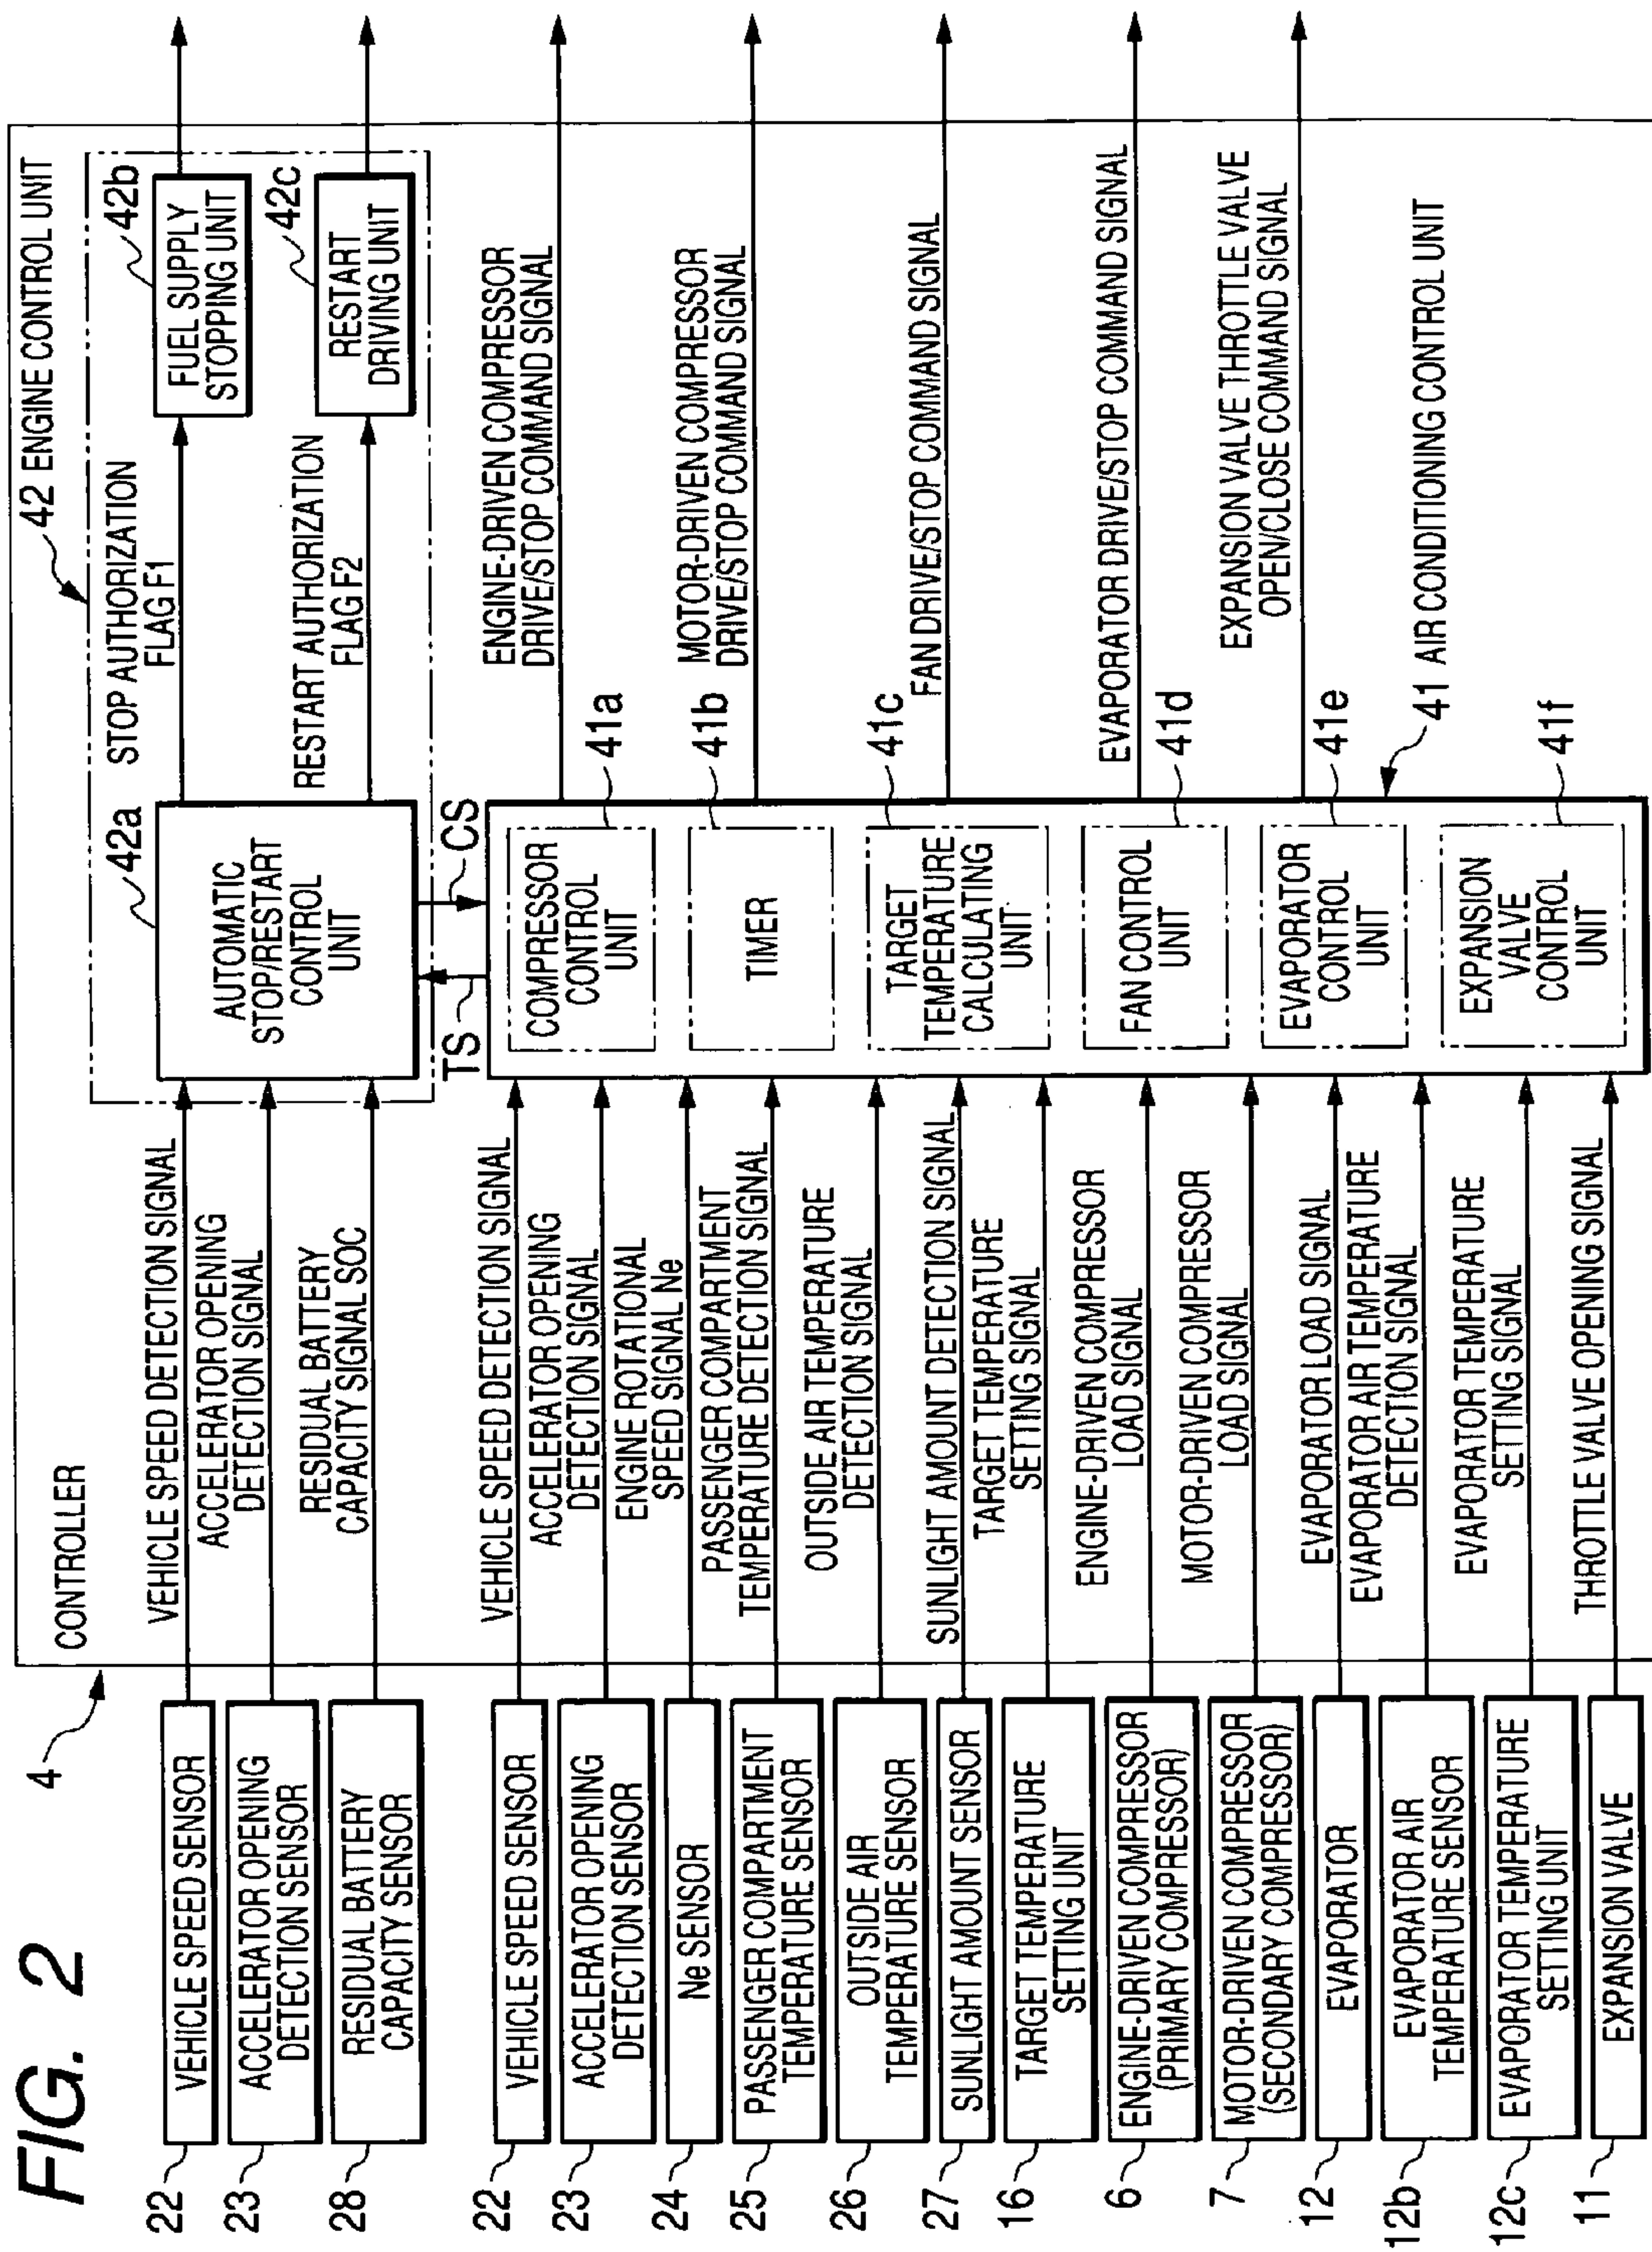 FIG. 2
4
CONTROLLER
22
VEHICLE SPEED SENSOR
VEHICLE SPEED DETECTION SIGNAL
23
ACCELERATOR OPENING
DETECTION SENSOR
ACCELERATOR OPENING
DETECTION SIGNAL
28
RESIDUAL BATTERY
CAPACITY SENSOR
RESIDUAL BATTERY
CAPACITY SIGNAL SOC
42 ENGINE CONTROL UNIT
42a
AUTOMATIC
STOP/RESTART
CONTROL
UNIT
STOP AUTHORIZATION
FLAG F1
42b
FUEL SUPPLY
STOPPING UNIT
RESTART AUTHORIZATION
FLAG F2
42c
RESTART
DRIVING UNIT
TS
CS
22
VEHICLE SPEED SENSOR
VEHICLE SPEED DETECTION SIGNAL
23
ACCELERATOR OPENING
DETECTION SENSOR
ACCELERATOR OPENING
DETECTION SIGNAL
24
Ne SENSOR
ENGINE ROTATIONAL
SPEED SIGNAL Ne
25
PASSENGER COMPARTMENT
TEMPERATURE SENSOR
PASSENGER COMPARTMENT
TEMPERATURE DETECTION SIGNAL
26
OUTSIDE AIR
TEMPERATURE SENSOR
OUTSIDE AIR TEMPERATURE
DETECTION SIGNAL
27
SUNLIGHT AMOUNT SENSOR
SUNLIGHT AMOUNT DETECTION SIGNAL
16
TARGET TEMPERATURE
SETTING UNIT
TARGET TEMPERATURE
SETTING SIGNAL
6
ENGINE-DRIVEN COMPRESSOR
(PRIMARY COMPRESSOR)
ENGINE-DRIVEN COMPRESSOR
LOAD SIGNAL
7
MOTOR-DRIVEN COMPRESSOR
(SECONDARY COMPRESSOR)
MOTOR-DRIVEN COMPRESSOR
LOAD SIGNAL
12
EVAPORATOR
EVAPORATOR LOAD SIGNAL
12b
EVAPORATOR AIR
TEMPERATURE SENSOR
EVAPORATOR AIR TEMPERATURE
DETECTION SIGNAL
12c
EVAPORATOR TEMPERATURE
SETTING UNIT
EVAPORATOR TEMPERATURE
SETTING SIGNAL
11
EXPANSION VALVE
THROTTLE VALVE OPENING SIGNAL
COMPRESSOR
CONTROL
UNIT
41a
TIMER
41b
TARGET
TEMPERATURE
CALCULATING
UNIT
41c
FAN CONTROL
UNIT
41d
EVAPORATOR
CONTROL
UNIT
41e
EXPANSION
VALVE
CONTROL
UNIT
41f
41 AIR CONDITIONING CONTROL UNIT
ENGINE-DRIVEN COMPRESSOR
DRIVE/STOP COMMAND SIGNAL
MOTOR-DRIVEN COMPRESSOR
DRIVE/STOP COMMAND SIGNAL
FAN DRIVE/STOP COMMAND SIGNAL
EVAPORATOR DRIVE/STOP COMMAND SIGNAL
EXPANSION VALVE THROTTLE VALVE
OPEN/CLOSE COMMAND SIGNAL